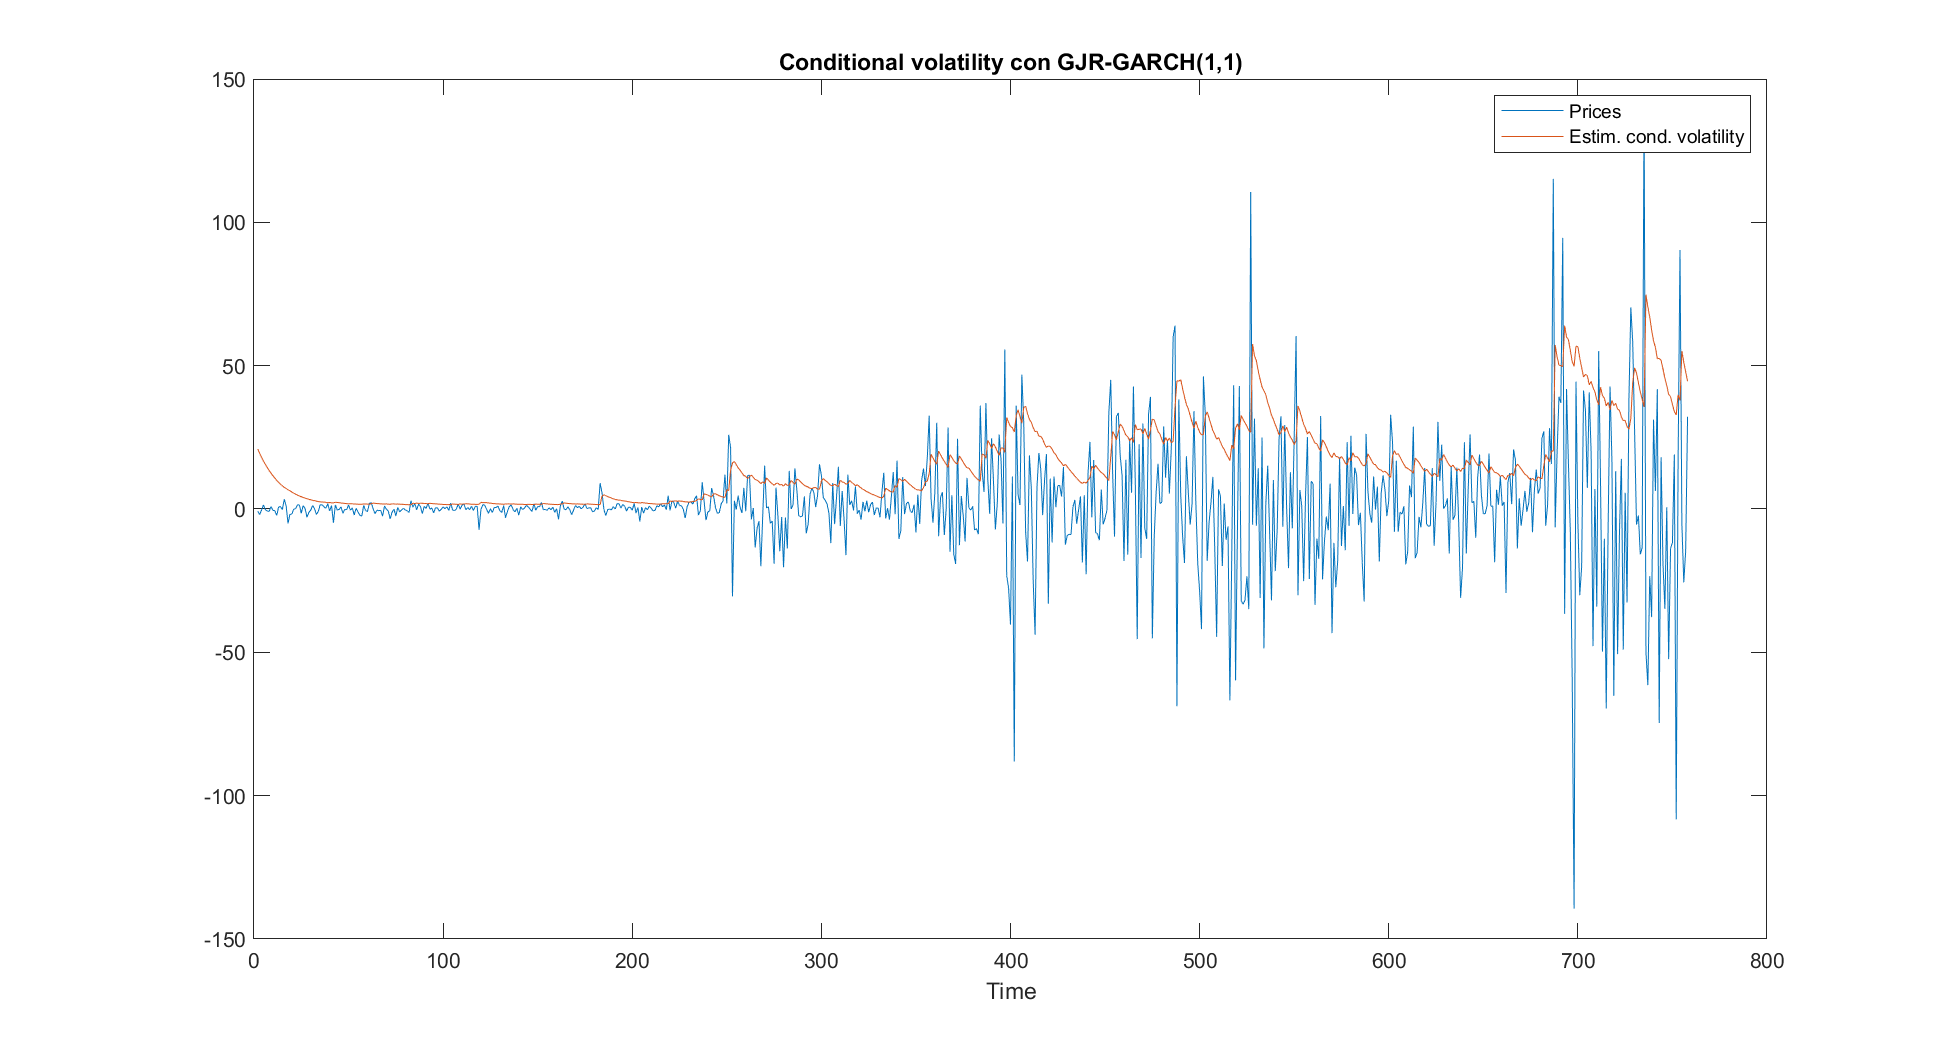 Conditional volatility con GJR-GARCH(1,1)
150
100
50
0
-50
-100
-150
Prices
Estim. cond. volatility
0 100 200 300 400 500 600 700 800
Time